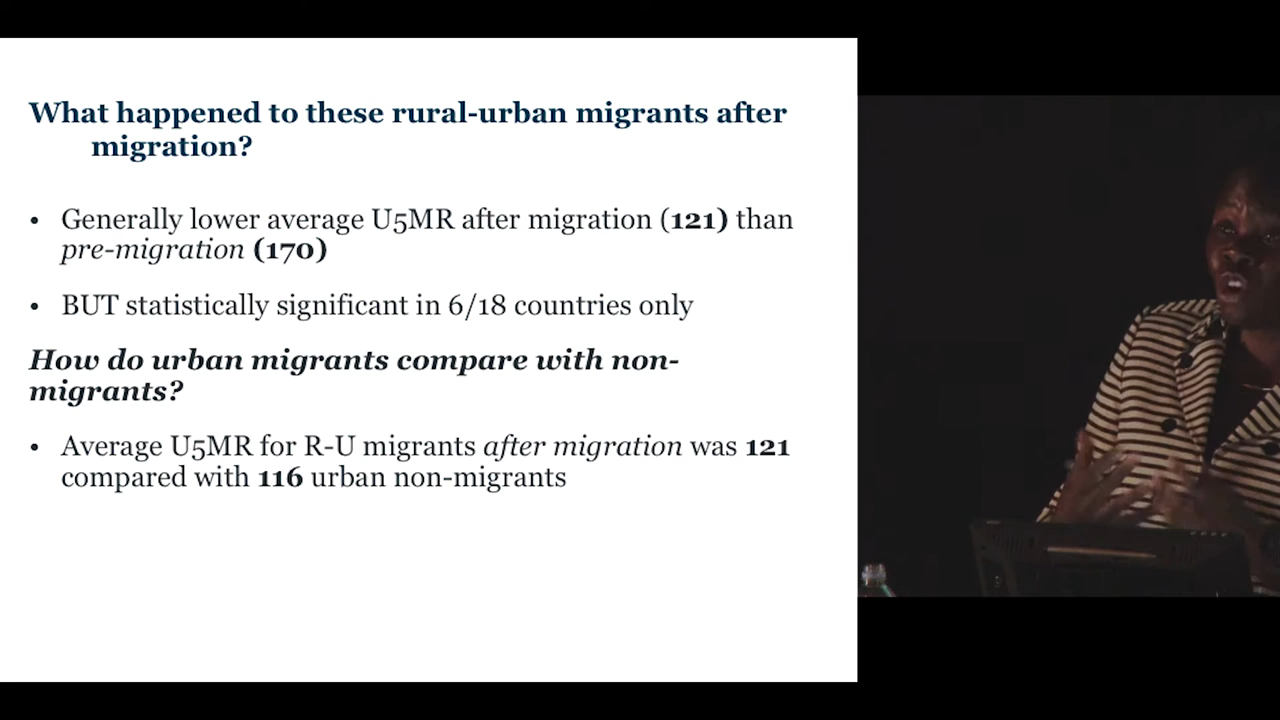 What happened to these rural-urban migrants after
migration?
• Generally lower average U5MR after migration (121) than
pre-migration (170)
• BUT statistically significant in 6/18 countries only
How do urban migrants compare with non-
migrants?
• Average U5MR for R-U migrants after migration was 121
compared with 116 urban non-migrants